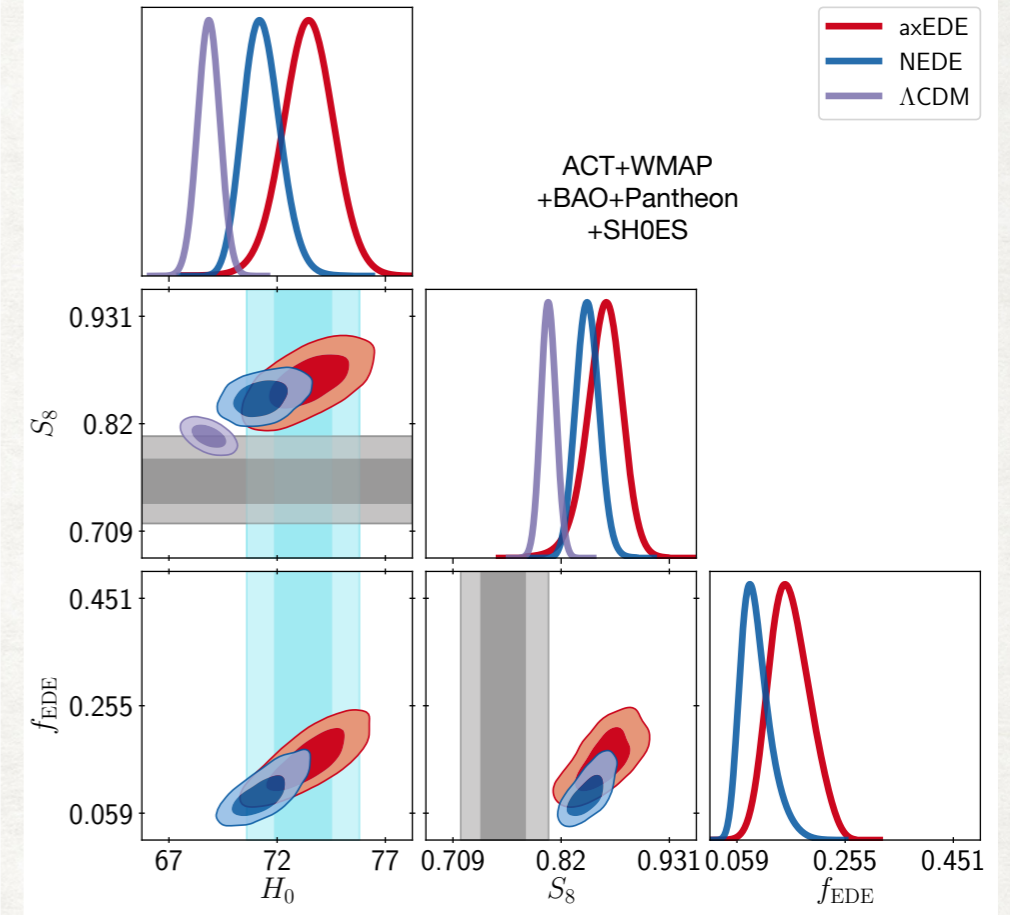 axEDE
NEDE
ΛCDM
ACT+WMAP
+BAO+Pantheon
+SH0ES
0.931
0.82
0.709
S₈
0.451
0.255
0.059
f_EDE
67 72 77
H₀
0.709 0.82 0.931
S₈
0.059 0.255 0.451
f_EDE